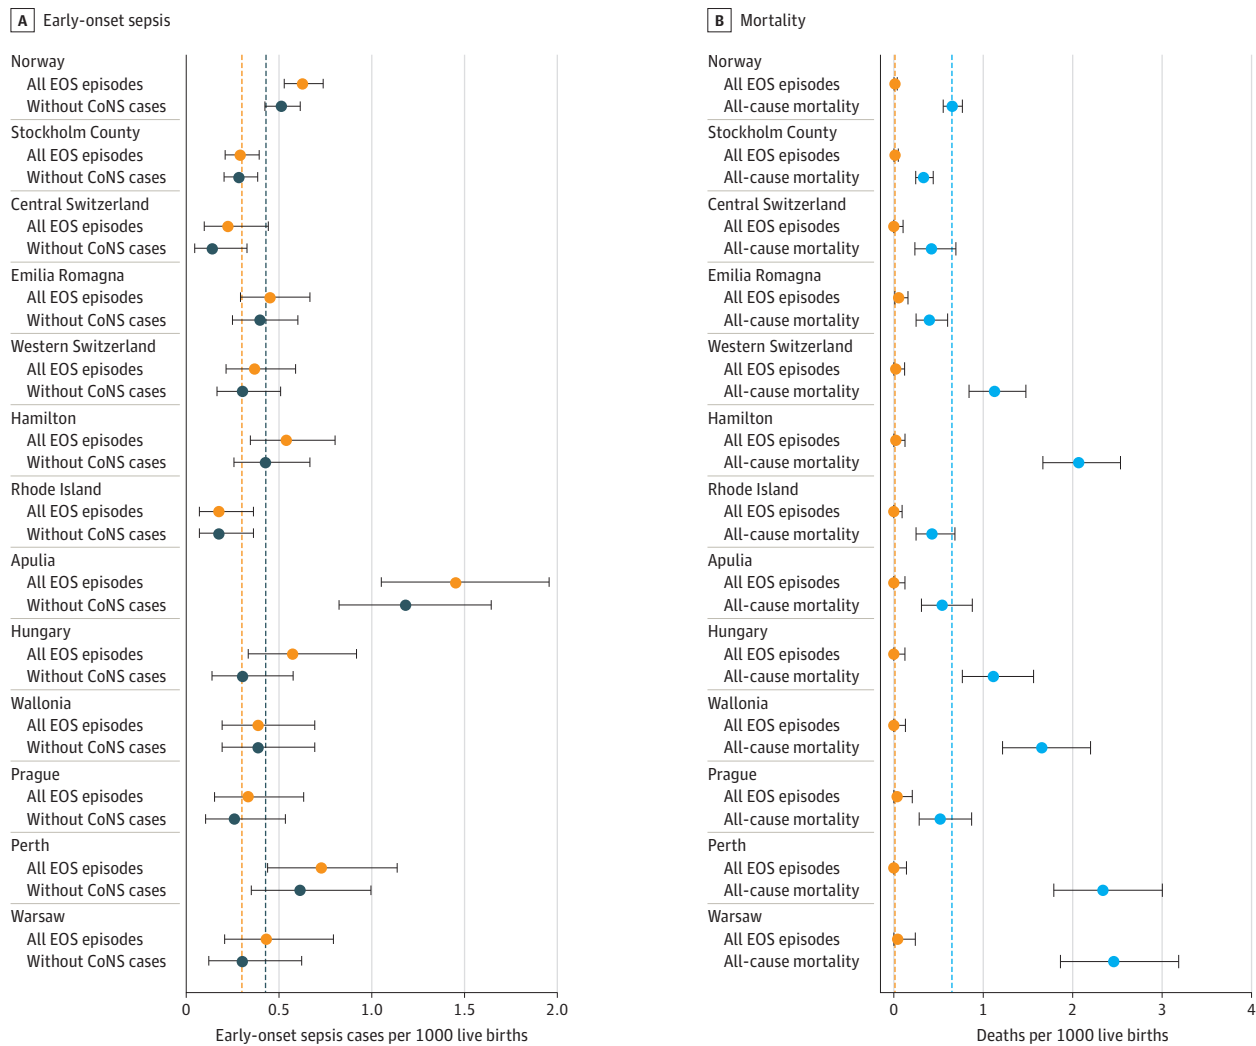 A Early-onset sepsis
Norway
All EOS episodes
Without CoNS cases
Stockholm County
All EOS episodes
Without CoNS cases
Central Switzerland
All EOS episodes
Without CoNS cases
Emilia Romagna
All EOS episodes
Without CoNS cases
Western Switzerland
All EOS episodes
Without CoNS cases
Hamilton
All EOS episodes
Without CoNS cases
Rhode Island
All EOS episodes
Without CoNS cases
Apulia
All EOS episodes
Without CoNS cases
Hungary
All EOS episodes
Without CoNS cases
Wallonia
All EOS episodes
Without CoNS cases
Prague
All EOS episodes
Without CoNS cases
Perth
All EOS episodes
Without CoNS cases
Warsaw
All EOS episodes
Without CoNS cases
0 0.5 1.0 1.5 2.0
Early-onset sepsis cases per 1000 live births
B Mortality
Norway
All EOS episodes
All-cause mortality
Stockholm County
All EOS episodes
All-cause mortality
Central Switzerland
All EOS episodes
All-cause mortality
Emilia Romagna
All EOS episodes
All-cause mortality
Western Switzerland
All EOS episodes
All-cause mortality
Hamilton
All EOS episodes
All-cause mortality
Rhode Island
All EOS episodes
All-cause mortality
Apulia
All EOS episodes
All-cause mortality
Hungary
All EOS episodes
All-cause mortality
Wallonia
All EOS episodes
All-cause mortality
Prague
All EOS episodes
All-cause mortality
Perth
All EOS episodes
All-cause mortality
Warsaw
All EOS episodes
All-cause mortality
0 1 2 3 4
Deaths per 1000 live births